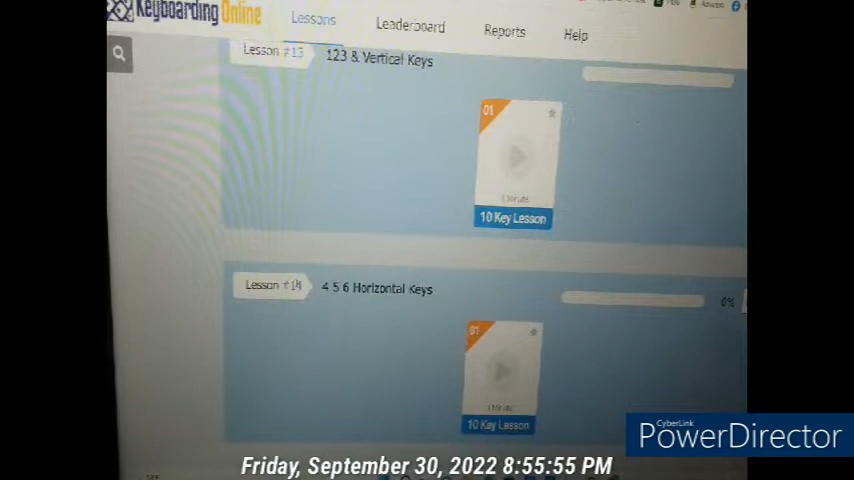 Keyboarding Online
Lessons
Leaderboard
Reports
Help
Lesson #13
123 & Vertical Keys
01
10 Key Lesson
Lesson #14
4 5 6 Horizontal Keys
0%
01
10 Key Lesson
CyberLink
PowerDirector
Friday, September 30, 2022 8:55:55 PM